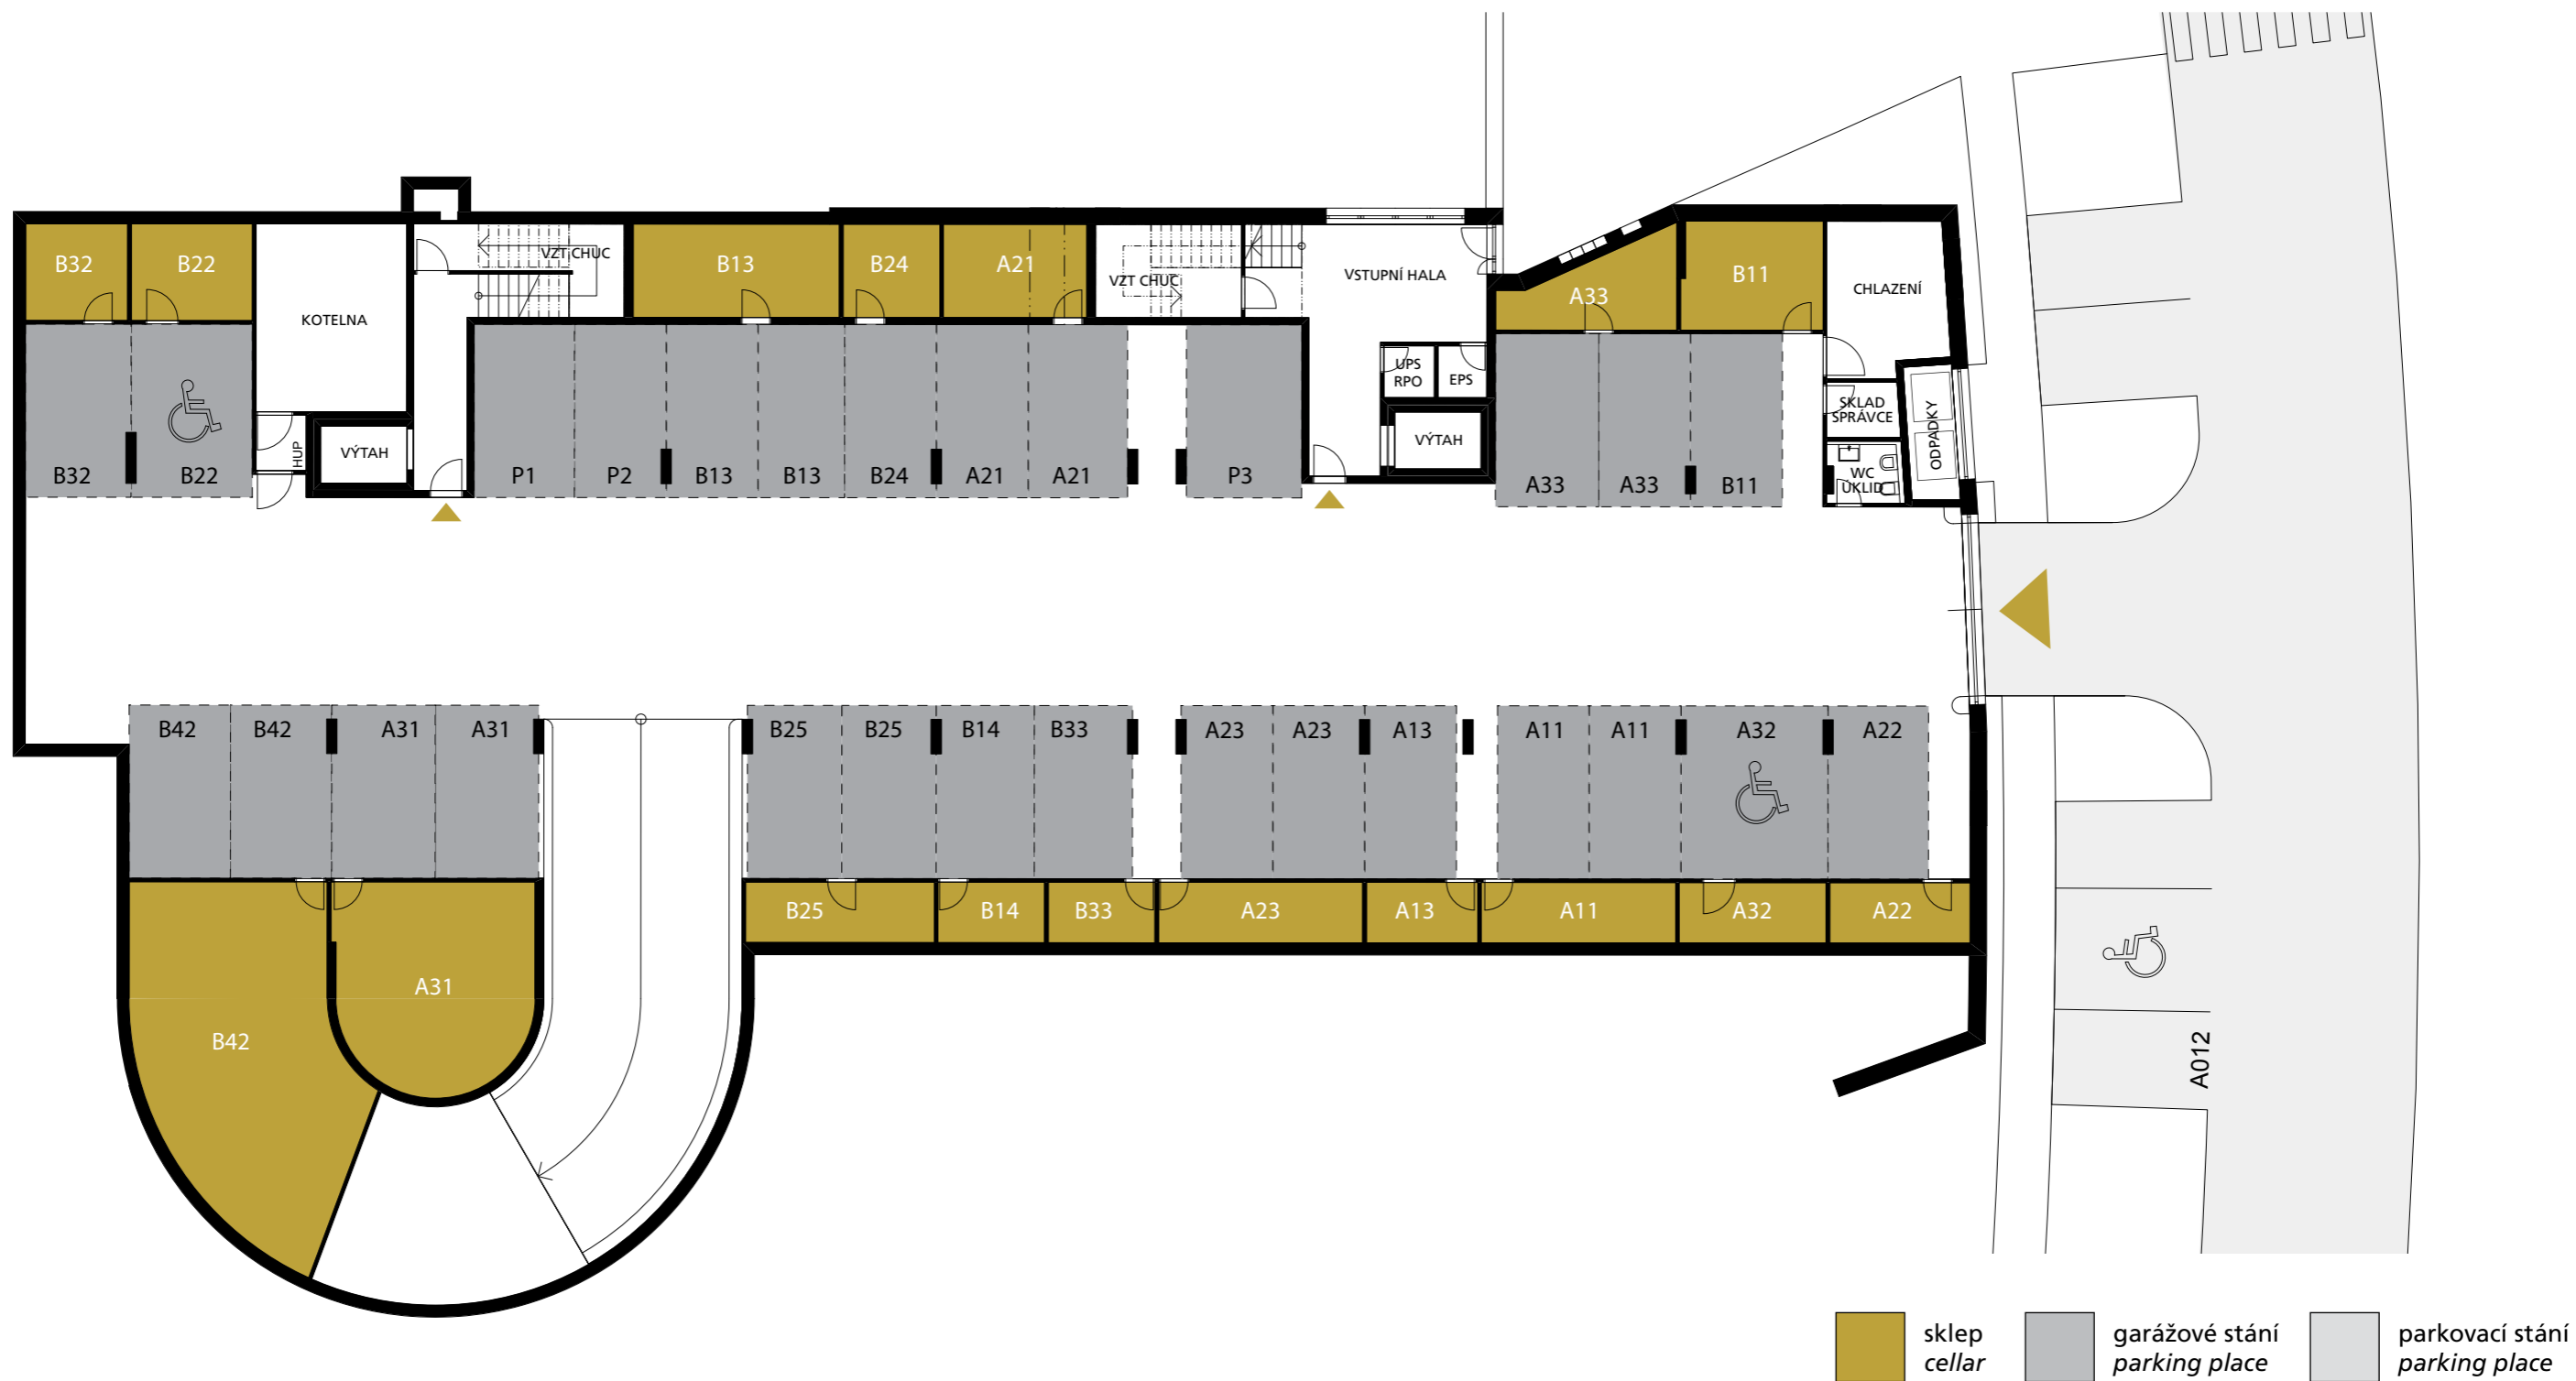 B32
B22
KOTELNA
VZT CHÚC
B13
B24
A21
VZT CHÚC
VSTUPNÍ HALA
A33
B11
CHLAZENÍ
UPS
RPO
EPS
SKLAD
SPRÁVCE
ODPADKY
HUP
VÝTAH
VÝTAH
WC
ÚKLID
B32
B22
P1
P2
B13
B13
B24
A21
A21
P3
A33
A33
B11
B42
B42
A31
A31
B25
B25
B14
B33
A23
A23
A13
A11
A11
A32
A22
B25
B14
B33
A23
A13
A11
A32
A22
A31
B42
A012
sklep
cellar
garážové stání
parking place
parkovací stání
parking place